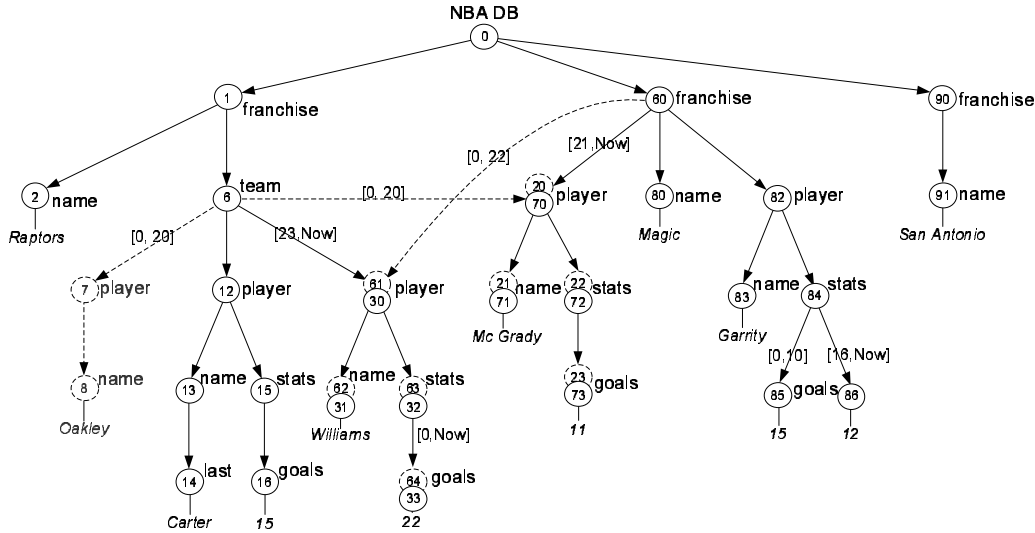 NBA DB
0
1
franchise
60
franchise
90
franchise
[0, 22]
[21,Now]
2
name
Raptors
6
team
[0, 20]
20
70
player
80
name
Magic
82
player
91
name
San Antonio
[0, 20]
[23,Now]
7
player
12
player
61
30
player
21
71
name
Mc Grady
22
72
stats
83
name
Garrity
84
stats
[0,10]
[16,Now]
8
name
Oakley
13
name
15
stats
62
31
name
Williams
63
32
stats
[0,Now]
23
73
goals
11
85
goals
15
86
12
14
last
Carter
16
goals
15
64
33
goals
22